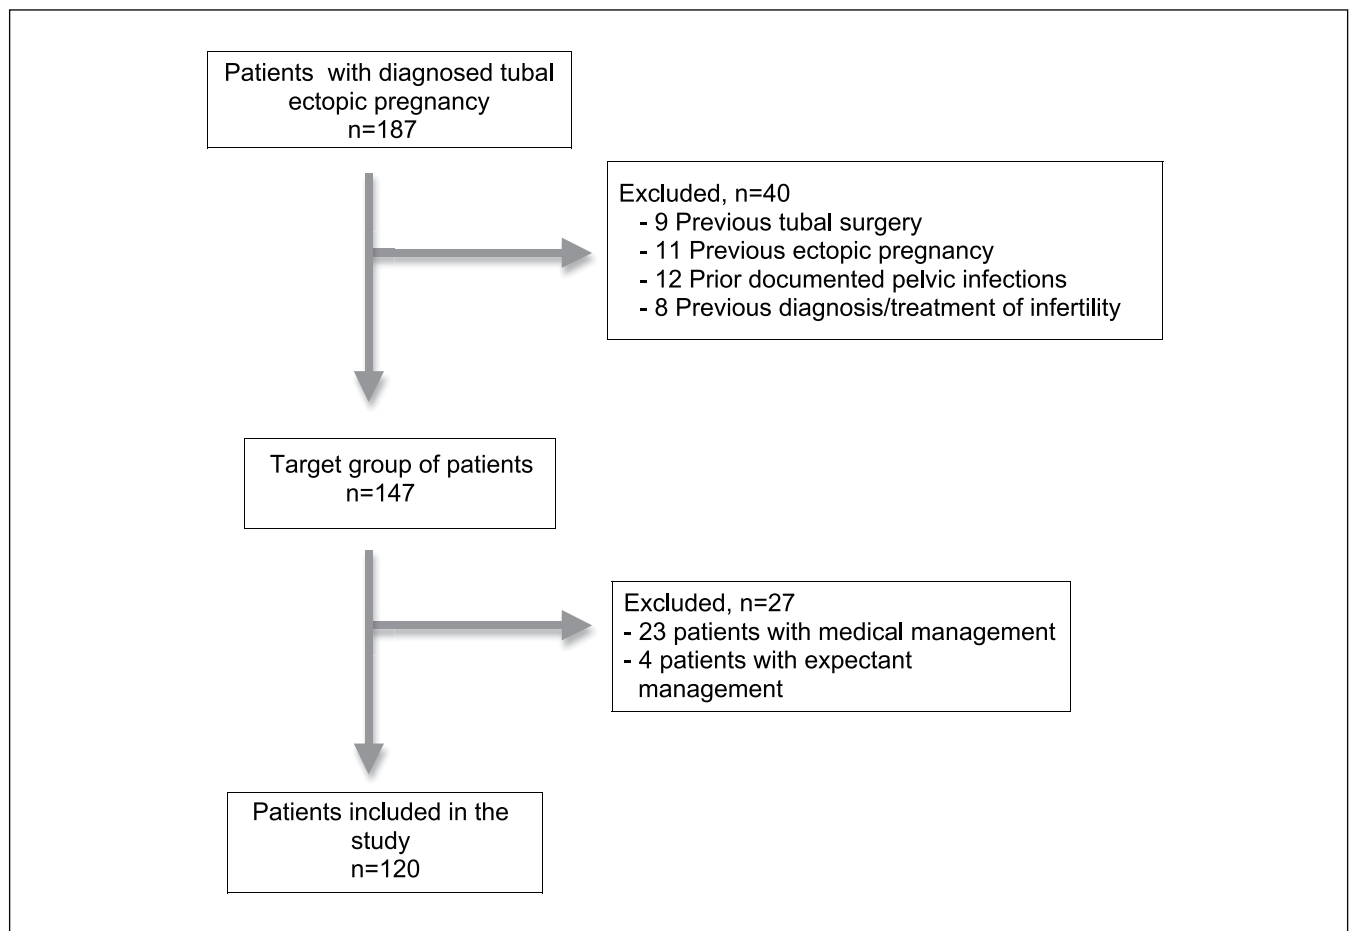 Patients with diagnosed tubal
ectopic pregnancy
n=187
Excluded, n=40
- 9 Previous tubal surgery
- 11 Previous ectopic pregnancy
- 12 Prior documented pelvic infections
- 8 Previous diagnosis/treatment of infertility
Target group of patients
n=147
Excluded, n=27
- 23 patients with medical management
- 4 patients with expectant
management
Patients included in the
study
n=120